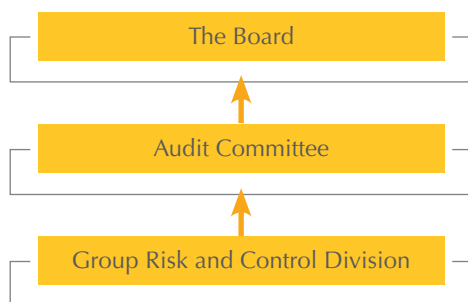 The Board
Audit Committee
Group Risk and Control Division